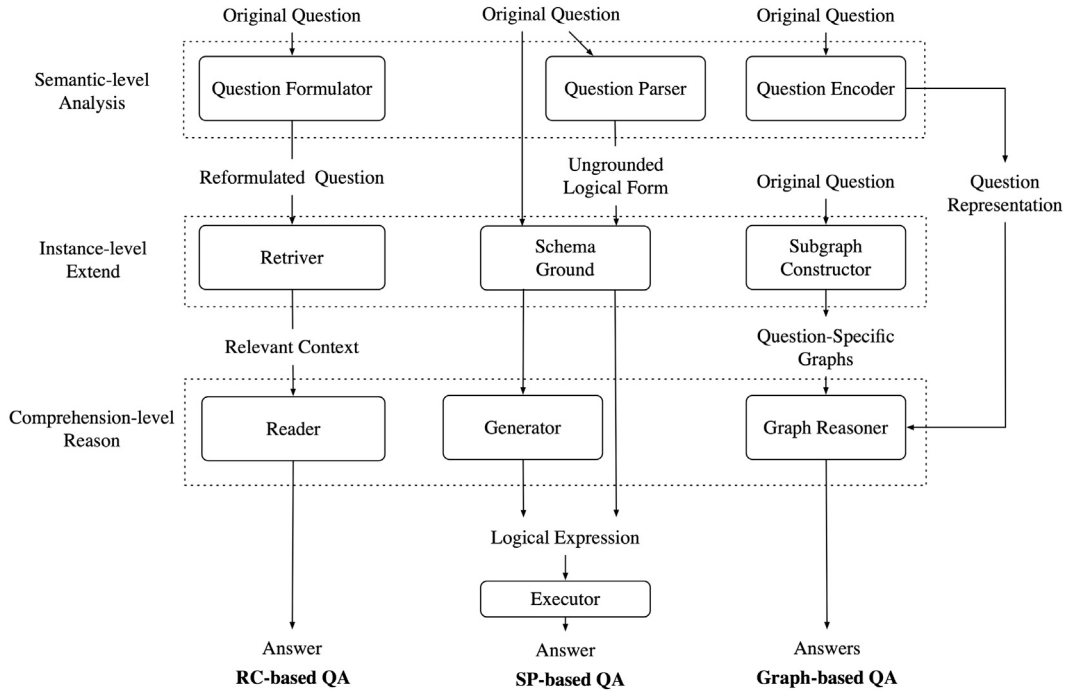 Original Question
Original Question
Original Question
Semantic-level
Analysis
Question Formulator
Question Parser
Question Encoder
Reformulated Question
Ungrounded
Logical Form
Original Question
Question
Representation
Instance-level
Extend
Retriver
Schema
Ground
Subgraph
Constructor
Relevant Context
Question-Specific
Graphs
Comprehension-level
Reason
Reader
Generator
Graph Reasoner
Logical Expression
Executor
Answer
Answer
Answers
RC-based QA
SP-based QA
Graph-based QA